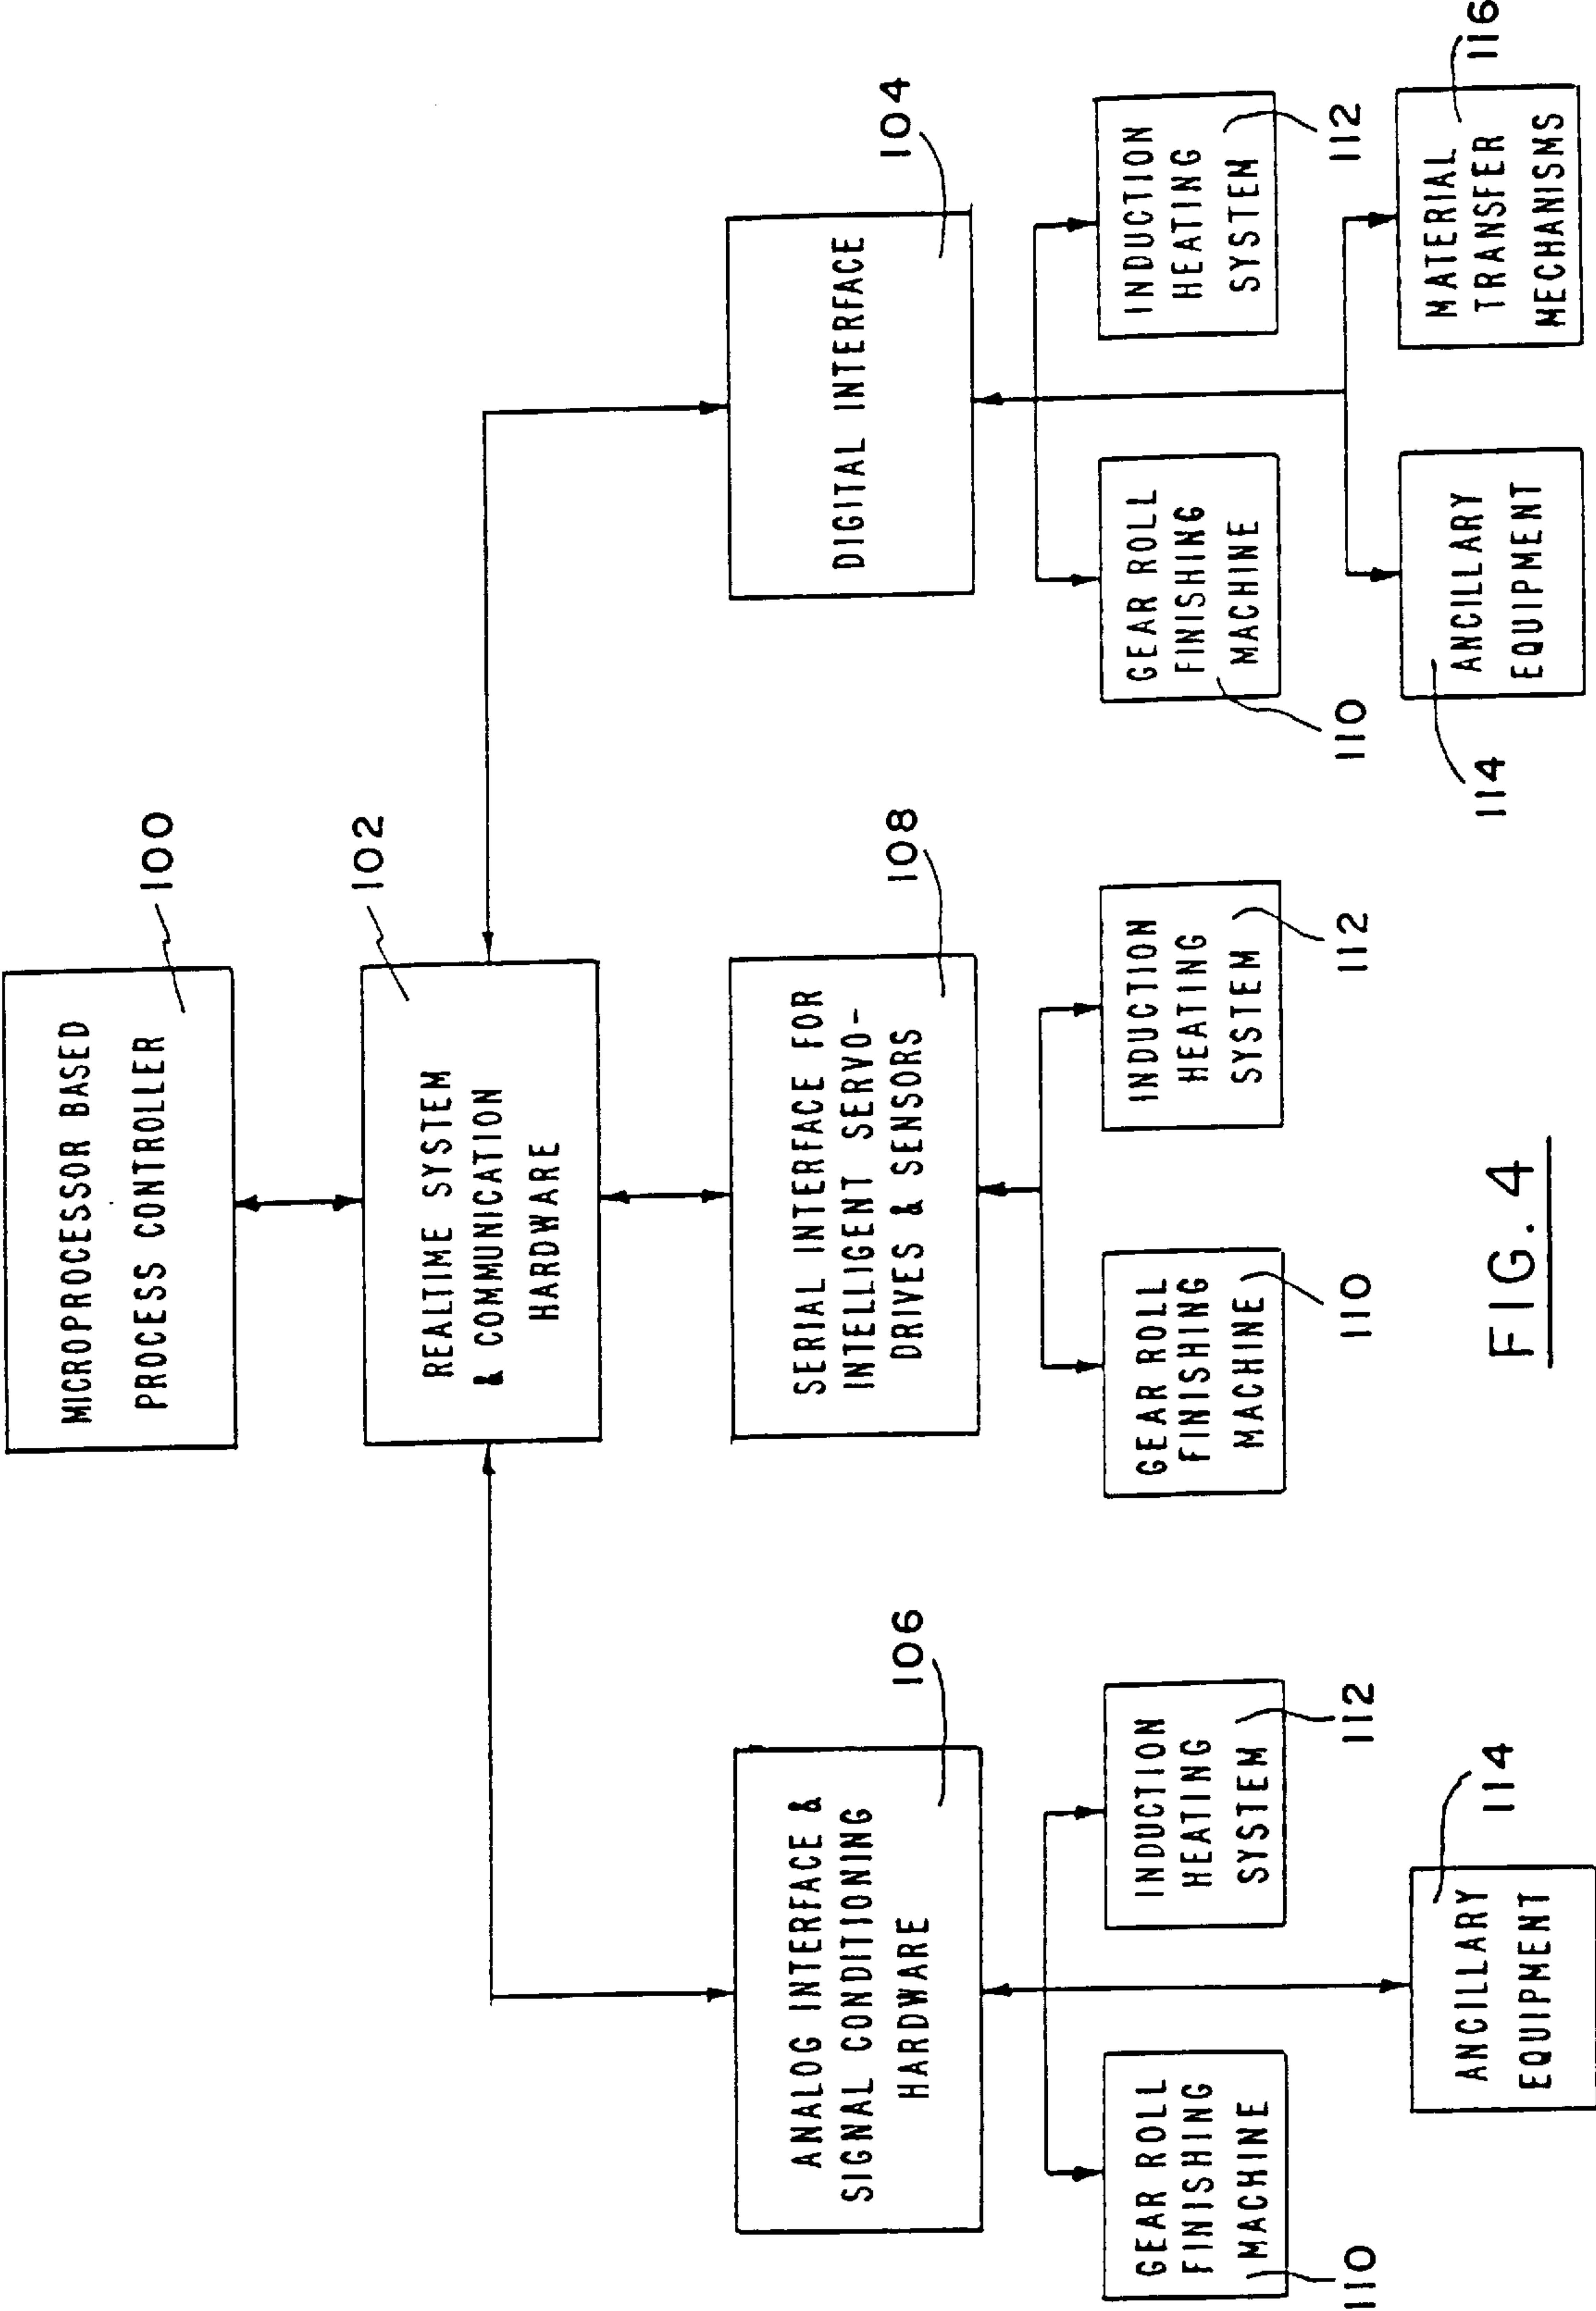 MICROPROCESSOR BASED
PROCESS CONTROLLER
100
REALTIME SYSTEM
& COMMUNICATION
HARDWARE
102
ANALOG INTERFACE &
SIGNAL CONDITIONING
HARDWARE
106
SERIAL INTERFACE FOR
INTELLIGENT SERVO-
DRIVES & SENSORS
108
DIGITAL INTERFACE
104
GEAR ROLL
FINISHING
MACHINE
110
INDUCTION
HEATING
SYSTEM
112
GEAR ROLL
FINISHING
MACHINE
110
INDUCTION
HEATING
SYSTEM
112
GEAR ROLL
FINISHING
MACHINE
110
INDUCTION
HEATING
SYSTEM
112
ANCILLARY
EQUIPMENT
114
ANCILLARY
EQUIPMENT
114
MATERIAL
TRANSFER
MECHANISMS
116
FIG. 4